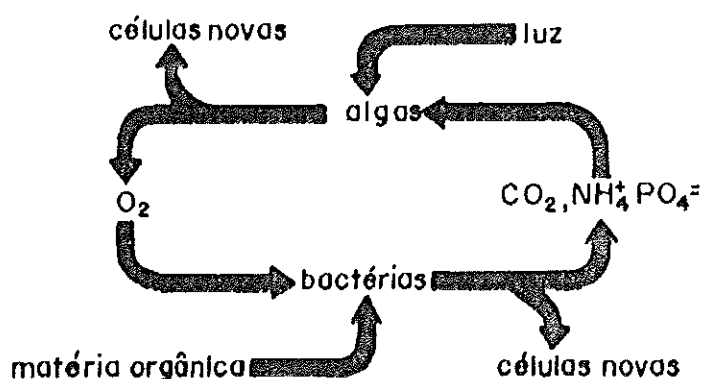 células novas
luz
algas
O₂
CO₂, NH₄⁺ PO₄⁼
bactérias
matéria orgânica
células novas